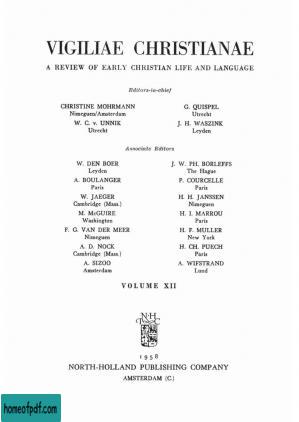 VIGILIAE CHRISTIANAE
A REVIEW OF EARLY CHRISTIAN LIFE AND LANGUAGE
Editors-in-chief
CHRISTINE MOHRMANN
Nimeguen/Amsterdam
W. C. v. UNNIK
Utrecht
G. QUISPEL
Utrecht
J. H. WASZINK
Leyden
Associate Editors
W. DEN BOER
Leyden
A. BOULANGER
Paris
W. JAEGER
Cambridge (Mass.)
M. McGUIRE
Washington
F. G. VAN DER MEER
Nimeguen
A. D. NOCK
Cambridge (Mass.)
A. SIZOO
Amsterdam
J. W. PH. BORLEFFS
The Hague
P. COURCELLE
Paris
H. H. JANSSEN
Nimeguen
H. I. MARROU
Paris
H. F. MULLER
New York
H. CH. PUECH
Paris
A. WIFSTRAND
Lund
VOLUME XII
N-H
1958
NORTH-HOLLAND PUBLISHING COMPANY
AMSTERDAM (C.)
homeofpdf.com